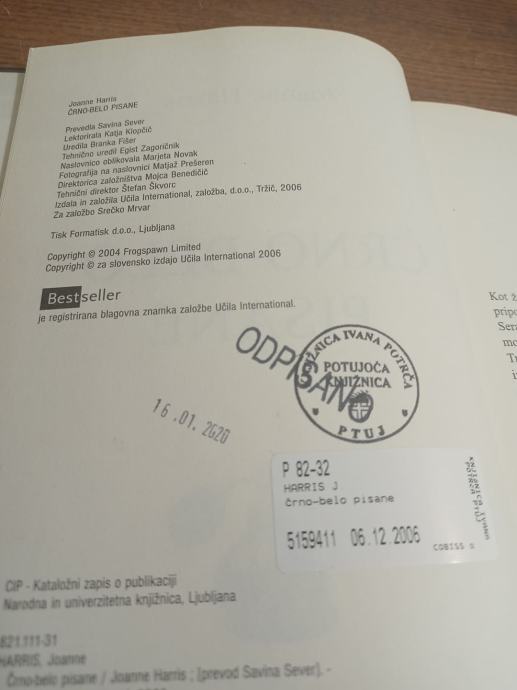 Joanne Harris
ČRNO-BELO PISANE
Prevedla Savina Sever
Lektorirala Katja Klopčič
Uredila Branka Fišer
Tehnično uredil Egist Zagoričnik
Naslovnico oblikovala Marjeta Novak
Fotografija na naslovnici Matjaž Prešeren
Direktorica založništva Mojca Benedičič
Tehnični direktor Štefan Škvorc
Izdala in založila Učila International, založba, d.o.o., Tržič, 2006
Za založbo Srečko Mrvar
Tisk Formatisk d.o.o., Ljubljana
Copyright © 2004 Frogspawn Limited
Copyright © za slovensko izdajo Učila International 2006
Bestseller
je registrirana blagovna znamka založbe Učila International.
ODPISANO
KNJIŽNICA IVANA POTRČA
POTUJOČA
KNJIŽNICA
PTUJ
16.01.2020
P 82-32
HARRIS J
črno-belo pisane
5159411 06.12.2006
COBISS s
KNJIŽNICA IVANA
POTRČA PTUJ
CIP - Kataložni zapis o publikaciji
Narodna in univerzitetna knjižnica, Ljubljana
821.111-31
HARRIS, Joanne
Črno-belo pisane / Joanne Harris ; [prevod Savina Sever]. -
Kot